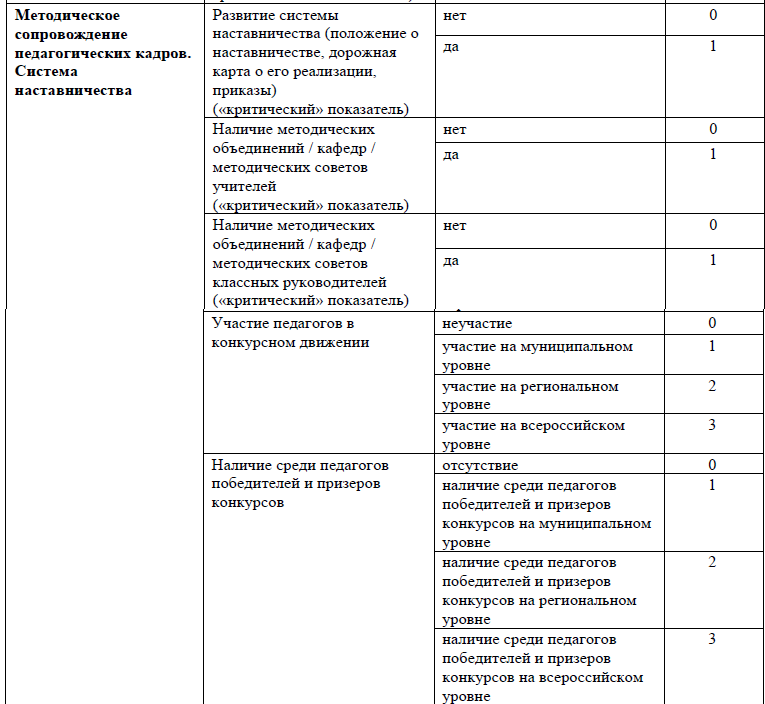 Методическое
сопровождение
педагогических кадров.
Система
наставничества
Развитие системы
наставничества (положение о
наставничестве, дорожная
карта о его реализации,
приказы)
(«критический» показатель)
нет
0
да
1
Наличие методических
объединений / кафедр /
методических советов
учителей
(«критический» показатель)
нет
0
да
1
Наличие методических
объединений / кафедр /
методических советов
классных руководителей
(«критический» показатель)
нет
0
да
1
Участие педагогов в
конкурсном движении
неучастие
0
участие на муниципальном
уровне
1
участие на региональном
уровне
2
участие на всероссийском
уровне
3
Наличие среди педагогов
победителей и призеров
конкурсов
отсутствие
0
наличие среди педагогов
победителей и призеров
конкурсов на муниципальном
уровне
1
наличие среди педагогов
победителей и призеров
конкурсов на региональном
уровне
2
наличие среди педагогов
победителей и призеров
конкурсов на всероссийском
уровне
3